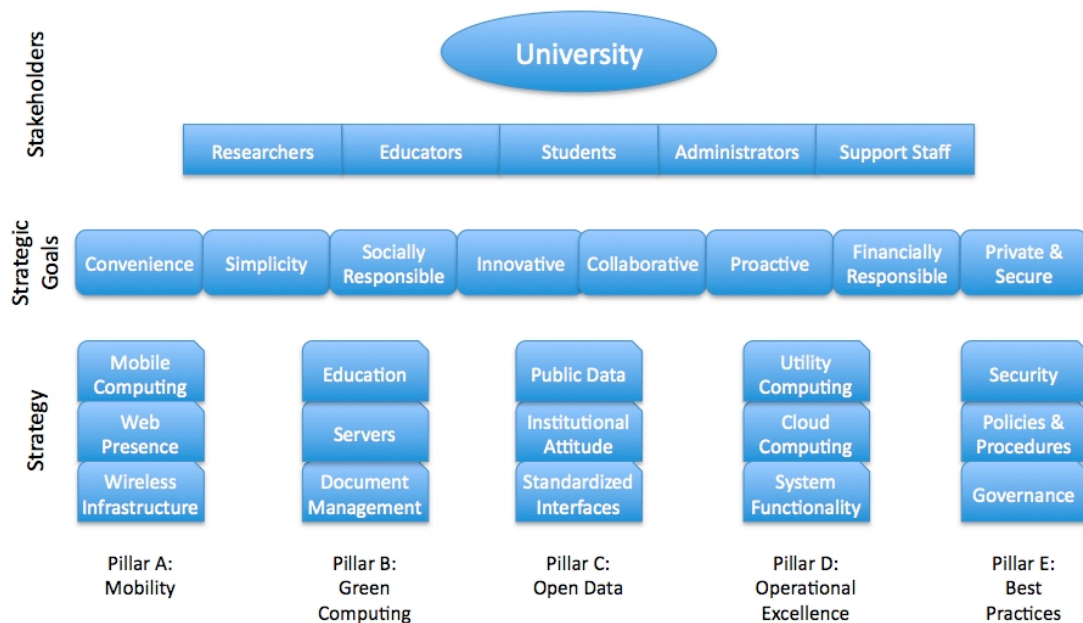 Stakeholders
University
Researchers
Educators
Students
Administrators
Support Staff
Strategic
Goals
Convenience
Simplicity
Socially
Responsible
Innovative
Collaborative
Proactive
Financially
Responsible
Private &
Secure
Strategy
Mobile
Computing
Web
Presence
Wireless
Infrastructure
Pillar A:
Mobility
Education
Servers
Document
Management
Pillar B:
Green
Computing
Public Data
Institutional
Attitude
Standardized
Interfaces
Pillar C:
Open Data
Utility
Computing
Cloud
Computing
System
Functionality
Pillar D:
Operational
Excellence
Security
Policies &
Procedures
Governance
Pillar E:
Best
Practices